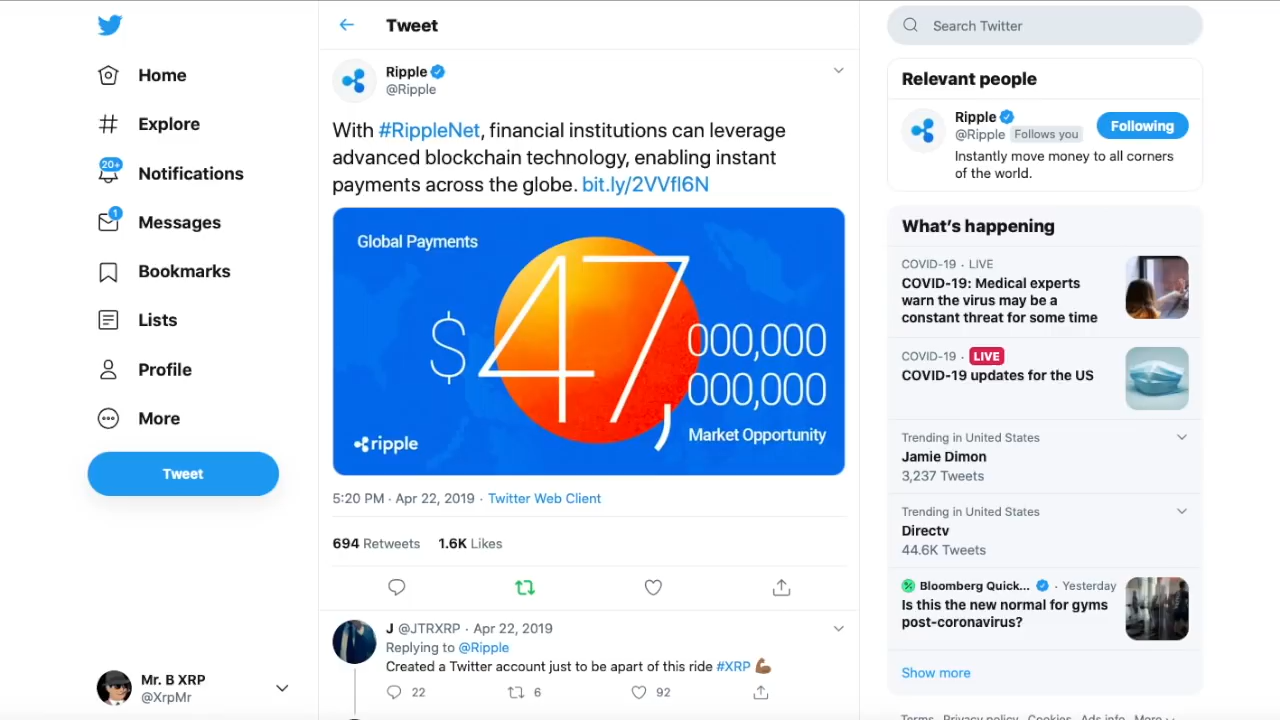 Home
Explore
20+
Notifications
1
Messages
Bookmarks
Lists
Profile
More
Tweet
Mr. B XRP
@XrpMr
Tweet
Ripple
@Ripple
With #RippleNet, financial institutions can leverage
advanced blockchain technology, enabling instant
payments across the globe. bit.ly/2VVfl6N
Global Payments
$47,
000,000
000,000
Market Opportunity
ripple
5:20 PM · Apr 22, 2019 · Twitter Web Client
694 Retweets 1.6K Likes
J @JTRXRP · Apr 22, 2019
Replying to @Ripple
Created a Twitter account just to be apart of this ride #XRP 💪🏾
22 6 92
Search Twitter
Relevant people
Ripple
@Ripple Follows you
Following
Instantly move money to all corners
of the world.
What's happening
COVID-19 · LIVE
COVID-19: Medical experts
warn the virus may be a
constant threat for some time
COVID-19 · LIVE
COVID-19 updates for the US
Trending in United States
Jamie Dimon
3,237 Tweets
Trending in United States
Directv
44.6K Tweets
Bloomberg Quick... · Yesterday
Is this the new normal for gyms
post-coronavirus?
Show more
Terms Privacy policy Cookies Ads info More